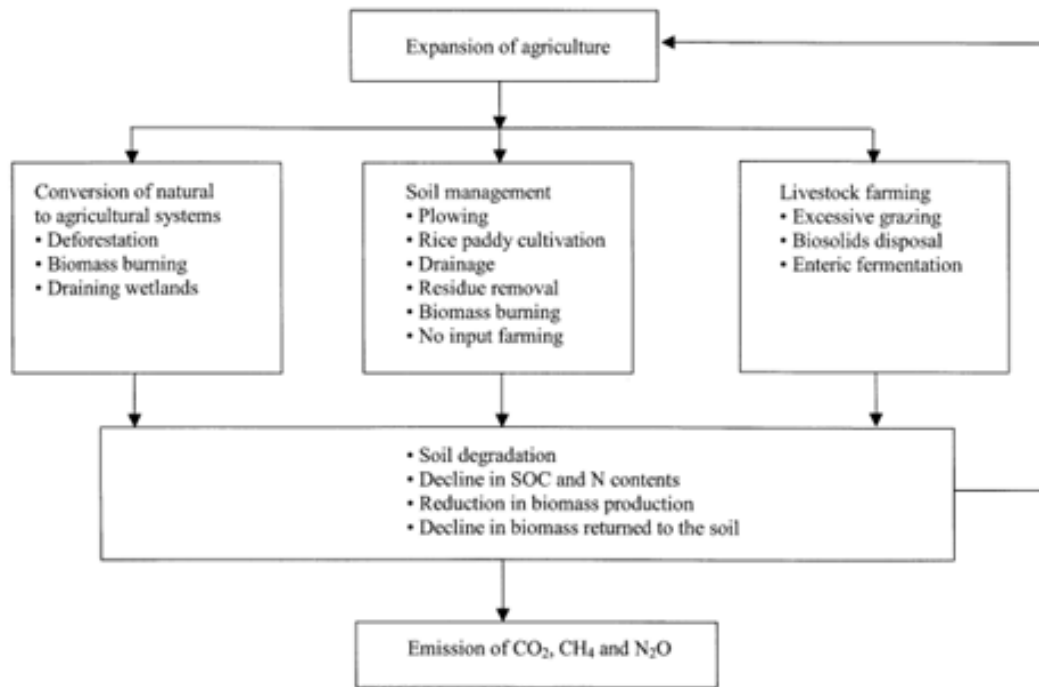 Expansion of agriculture
Conversion of natural
to agricultural systems
• Deforestation
• Biomass burning
• Draining wetlands
Soil management
• Plowing
• Rice paddy cultivation
• Drainage
• Residue removal
• Biomass burning
• No input farming
Livestock farming
• Excessive grazing
• Biosolids disposal
• Enteric fermentation
• Soil degradation
• Decline in SOC and N contents
• Reduction in biomass production
• Decline in biomass returned to the soil
Emission of CO₂, CH₄ and N₂O